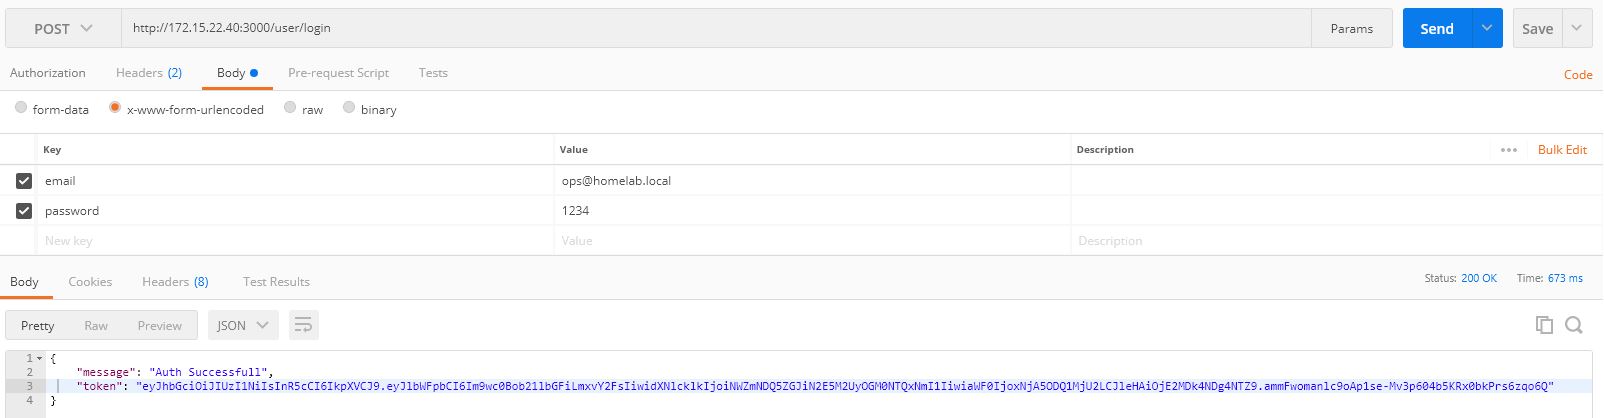 POST http://172.15.22.40:3000/user/login Params Send Save
Authorization Headers (2) Body Pre-request Script Tests Code
form-data x-www-form-urlencoded raw binary
Key Value Description Bulk Edit
email ops@homelab.local
password 1234
New key Value Description
Body Cookies Headers (8) Test Results Status: 200 OK Time: 673 ms
Pretty Raw Preview JSON
1 {
2 "message": "Auth Successfull",
3 "token": "eyJhbGciOiJIUzI1NiIsInR5cCI6IkpXVCJ9.eyJlbWFpbCI6Im9wc0Bob21lbGFiLmxvY2FsIiwidXNlcklkIjoiNWZmNDQ5ZGJiN2E5M2UyOGM0NTQxNmI1IiwiaWF0IjoxNjA5ODQ1MjU2LCJleHAiOjE2MDk4NDg4NTZ9.ammFwomanlc9oAp1se-Mv3p604b5KRx0bkPrs6zqo6Q"
4 }